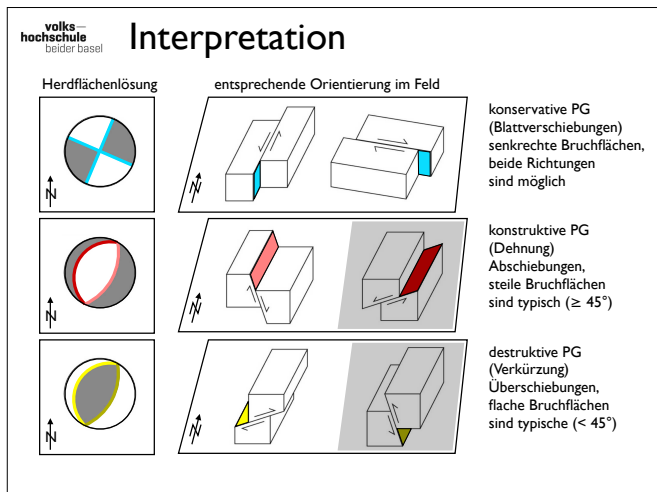 volks—
hochschule
beider basel
Interpretation
Herdflächenlösung
entsprechende Orientierung im Feld
N
N
konservative PG
(Blattverschiebungen)
senkrechte Bruchflächen,
beide Richtungen
sind möglich
N
N
konstruktive PG
(Dehnung)
Abschiebungen,
steile Bruchflächen
sind typisch (≥ 45°)
N
N
destruktive PG
(Verkürzung)
Überschiebungen,
flache Bruchflächen
sind typische (< 45°)